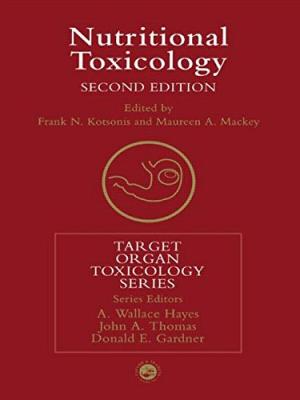 Nutritional
Toxicology
SECOND EDITION
Edited by
Frank N. Kotsonis and Maureen A. Mackey
TARGET
ORGAN
TOXICOLOGY
SERIES
Series Editors
A. Wallace Hayes
John A. Thomas
Donald E. Gardner